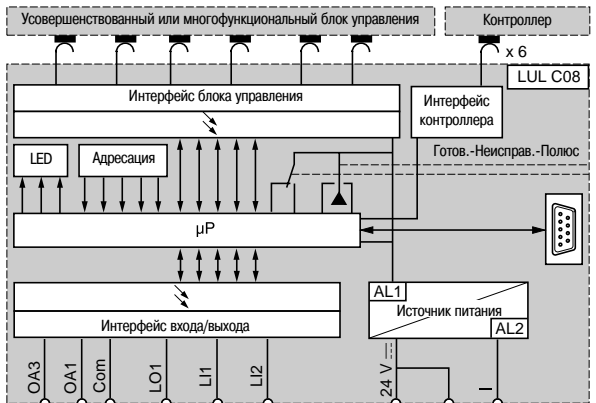 Усовершенствованный или многофункциональный блок управления
Контроллер
x 6
LUL C08
Интерфейс блока управления
Интерфейс
контроллера
LED
Адресация
Готов.-Неисправ.-Полюс
µP
AL1
Источник питания
AL2
Интерфейс входа/выхода
OA3
OA1
Com
LO1
LI1
LI2
24 V
I